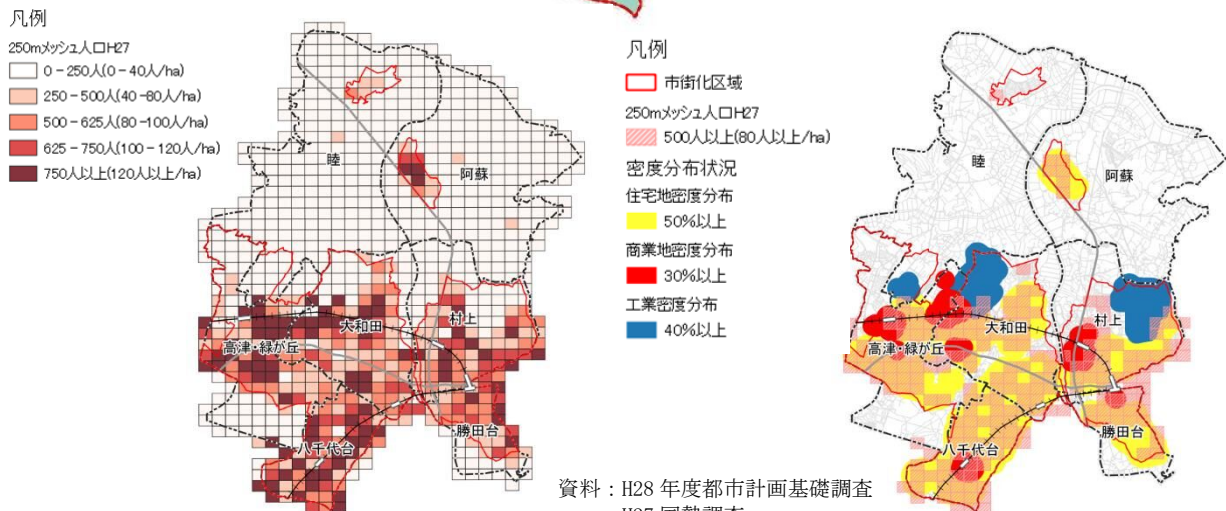 凡例
250mメッシュ人口H27
0-250人(0-40人/ha)
250-500人(40-80人/ha)
500-625人(80-100人/ha)
625-750人(100-120人/ha)
750人以上(120人以上/ha)
睦
阿蘇
大和田
村上
高津・緑が丘
八千代台
勝田台
凡例
市街化区域
250mメッシュ人口H27
500人以上(80人以上/ha)
密度分布状況
住宅地密度分布
50%以上
商業地密度分布
30%以上
工業密度分布
40%以上
睦
阿蘇
大和田
村上
高津・緑が丘
八千代台
勝田台
資料：H28 年度都市計画基礎調査
H27 国勢調査